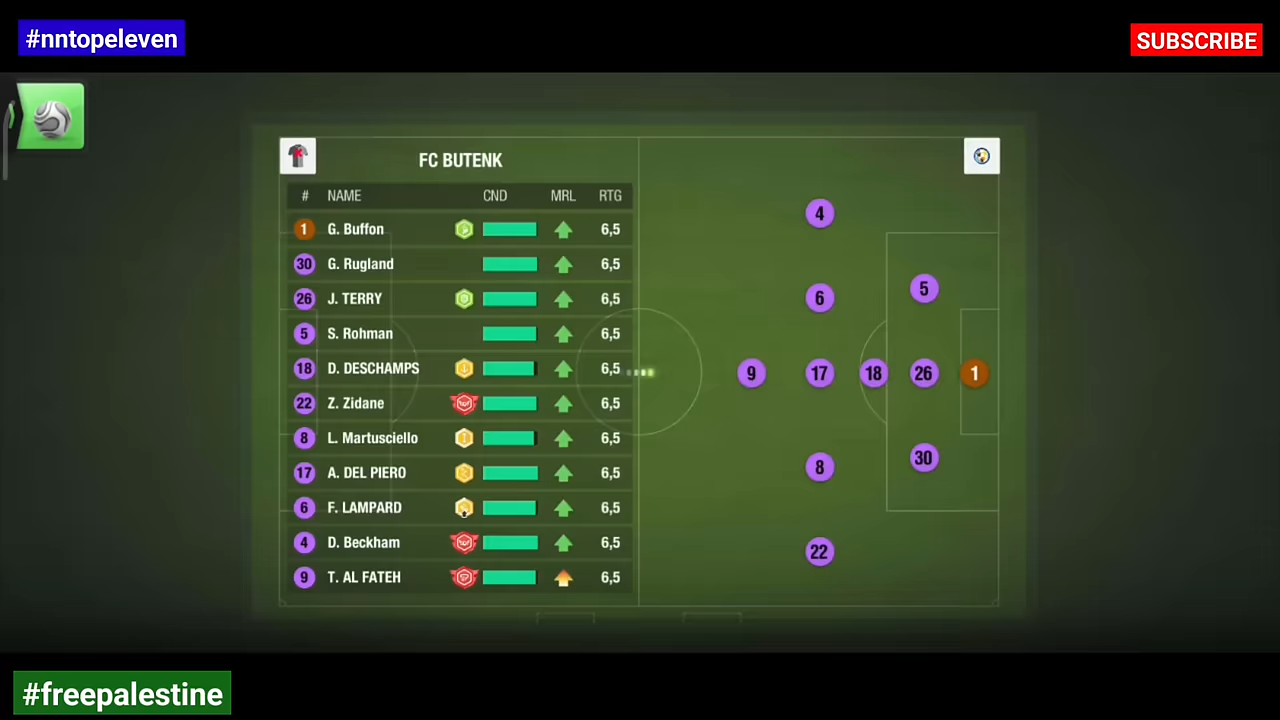 #nntopeleven
SUBSCRIBE
FC BUTENK
# NAME CND MRL RTG
1 G. Buffon 6,5
30 G. Rugland 6,5
26 J. TERRY 6,5
5 S. Rohman 6,5
18 D. DESCHAMPS 6,5
22 Z. Zidane 6,5
8 L. Martusciello 6,5
17 A. DEL PIERO 6,5
6 F. LAMPARD 6,5
4 D. Beckham 6,5
9 T. AL FATEH 6,5
4
6 5
9 17 18 26 1
8 30
22
#freepalestine